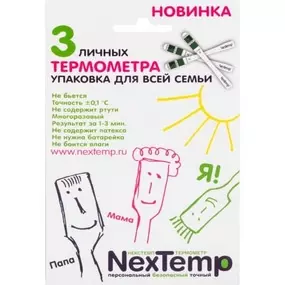 НОВИНКА
3 ЛИЧНЫХ
ТЕРМОМЕТРА
УПАКОВКА ДЛЯ ВСЕЙ СЕМЬИ
Не бьется
Точность ±0,1 °С
Не содержит ртути
Многоразовый
Результат за 1-3 мин.
Не содержит латекса
Не нужна батарейка
Не боится влаги
www.nextemp.ru
Я!
Мама
Папа
НЕКСТЕМП ТЕРМОМЕТР
NexTemp
персональный безопасный точный